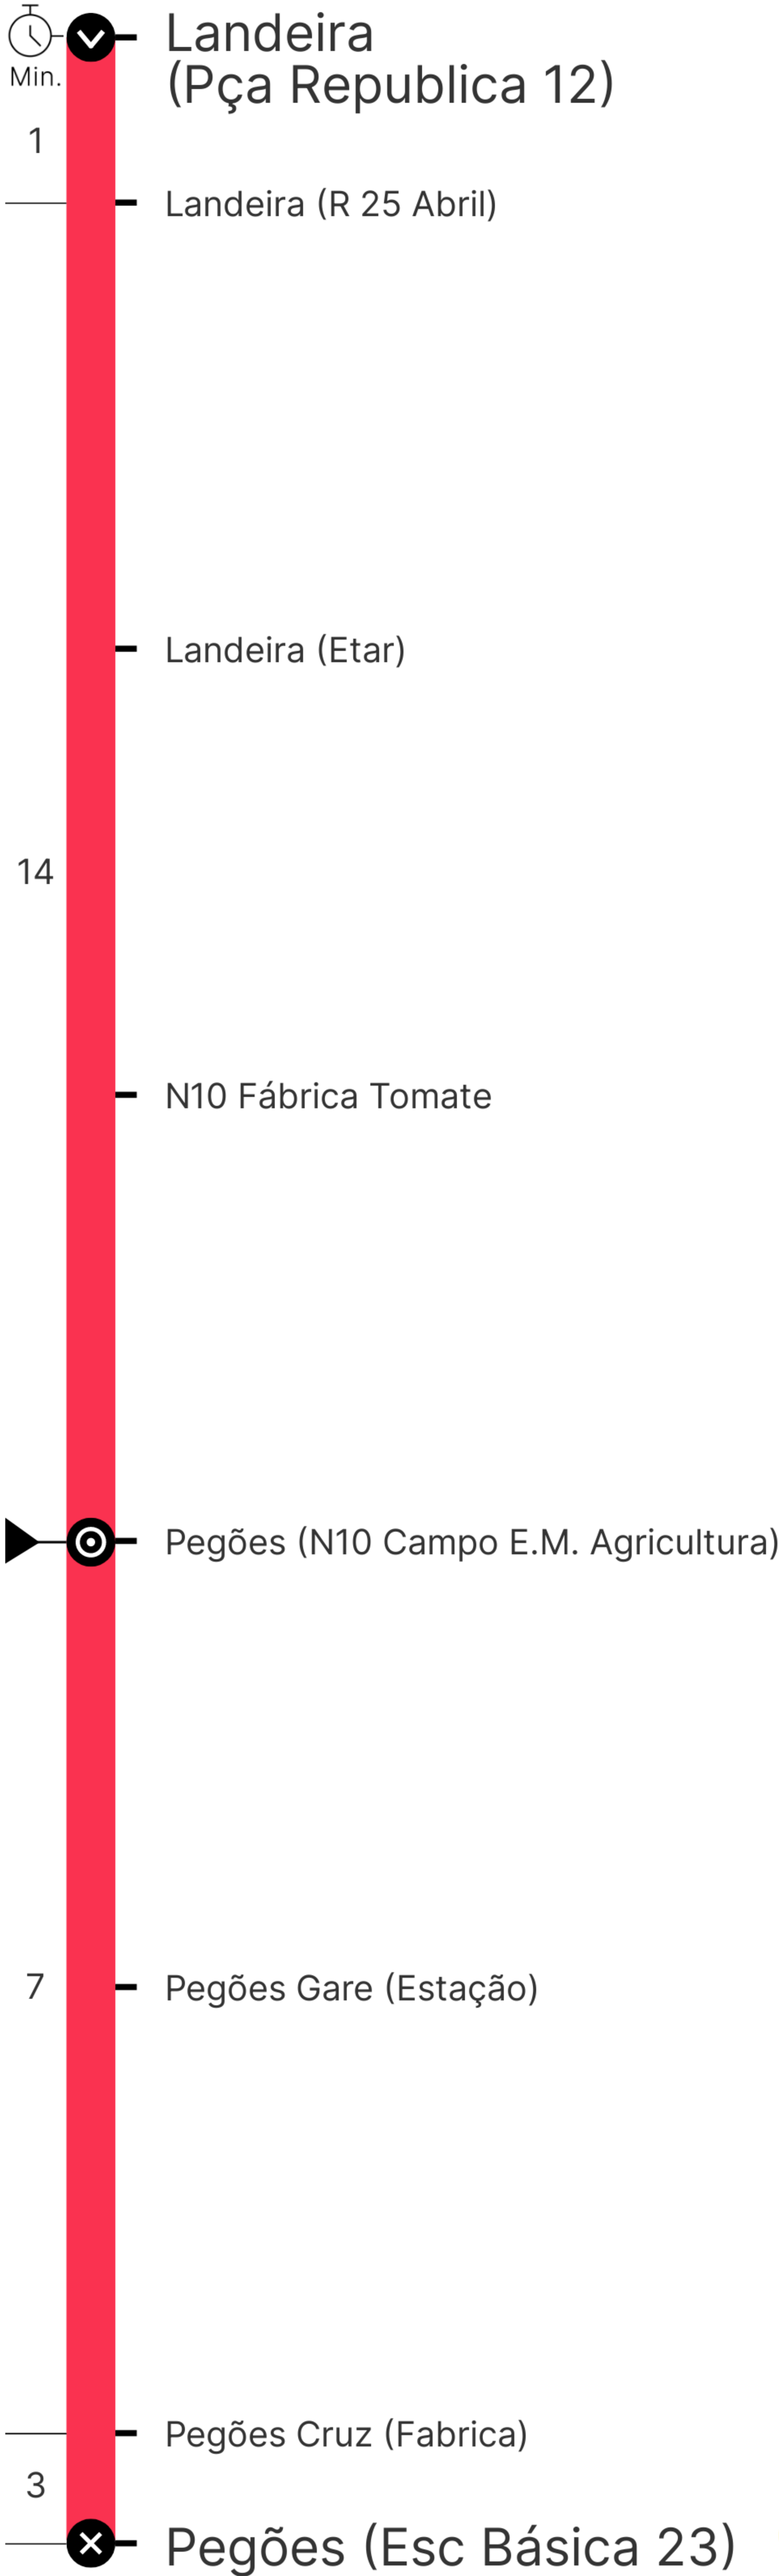 Min.
Landeira
(Pça Republica 12)
1
Landeira (R 25 Abril)
Landeira (Etar)
14
N10 Fábrica Tomate
Pegões (N10 Campo E.M. Agricultura)
7
Pegões Gare (Estação)
Pegões Cruz (Fabrica)
3
Pegões (Esc Básica 23)